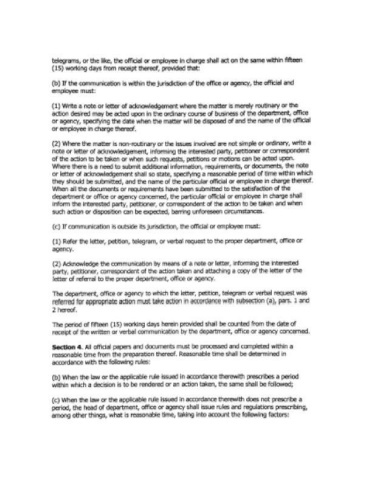 telegrams, or the like, the official or employee in charge shall act on the same within fifteen
(15) working days from receipt thereof, provided that:
(b) If the communication is within the jurisdiction of the office or agency, the official and
employee must:
(1) Write a note or letter of acknowledgement where the matter is merely routinary or the
action desired may be acted upon in the ordinary course of business of the department, office
or agency, specifying the date when the matter will be disposed of and the name of the official
or employee in charge thereof.
(2) Where the matter is non-routinary or the issues involved are not simple or ordinary, write a
note or letter of acknowledgement, informing the interested party, petitioner or correspondent
of the action to be taken or when such requests, petitions or motions can be acted upon.
Where there is a need to submit additional information, requirements, or documents, the note
or letter of acknowledgement shall so state, specifying a reasonable period of time within which
they should be submitted, and the name of the particular official or employee in charge thereof.
When all the documents or requirements have been submitted to the satisfaction of the
department or office or agency concerned, the particular official or employee in charge shall
inform the interested party, petitioner, or correspondent of the action to be taken and when
such action or disposition can be expected, barring unforeseen circumstances.
(c) If communication is outside its jurisdiction, the official or employee must:
(1) Refer the letter, petition, telegram, or verbal request to the proper department, office or
agency.
(2) Acknowledge the communication by means of a note or letter, informing the interested
party, petitioner, correspondent of the action taken and attaching a copy of the letter of the
letter of referral to the proper department, office or agency.
The department, office or agency to which the letter, petition, telegram or verbal request was
referred for appropriate action must take action in accordance with subsection (a), pars. 1 and
2 hereof.
The period of fifteen (15) working days herein provided shall be counted from the date of
receipt of the written or verbal communication by the department, office or agency concerned.
Section 4. All official papers and documents must be processed and completed within a
reasonable time from the preparation thereof. Reasonable time shall be determined in
accordance with the following rules:
(b) When the law or the applicable rule issued in accordance therewith prescribes a period
within which a decision is to be rendered or an action taken, the same shall be followed;
(c) When the law or the applicable rule issued in accordance therewith does not prescribe a
period, the head of department, office or agency shall issue rules and regulations prescribing,
among other things, what is reasonable time, taking into account the following factors: